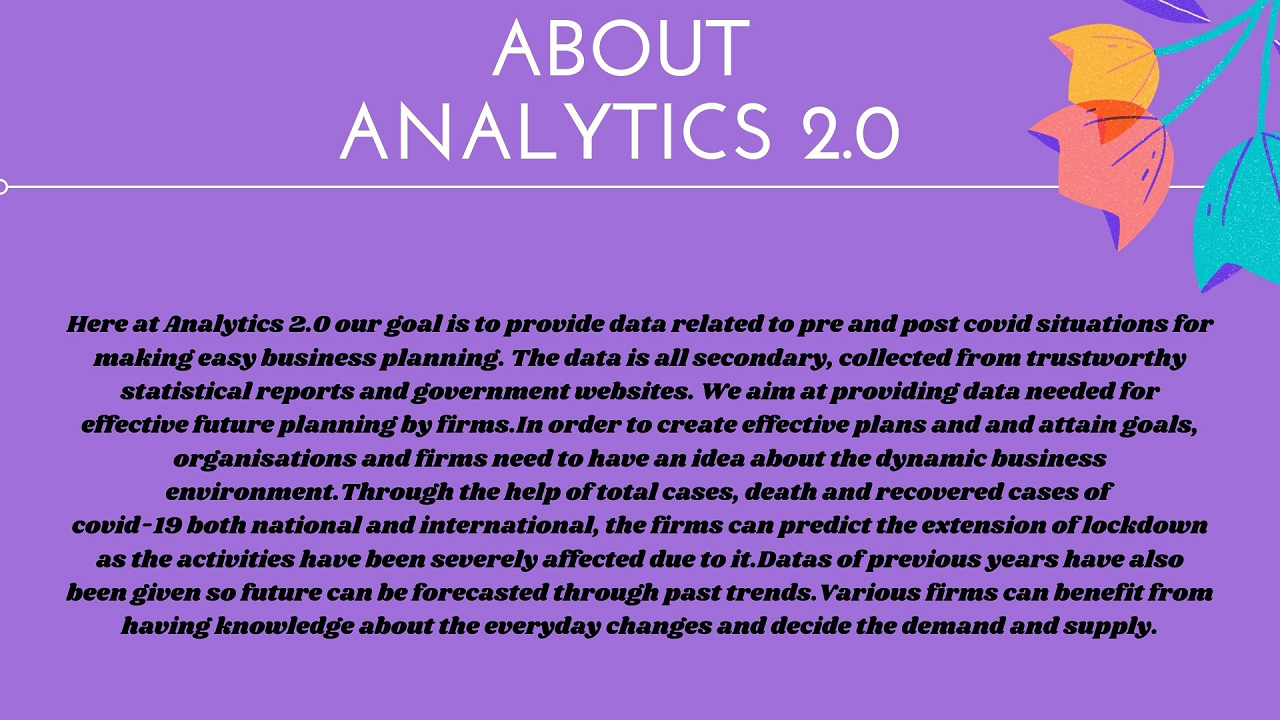 ABOUT
ANALYTICS 2.0
Here at Analytics 2.0 our goal is to provide data related to pre and post covid situations for
making easy business planning. The data is all secondary, collected from trustworthy
statistical reports and government websites. We aim at providing data needed for
effective future planning by firms.In order to create effective plans and and attain goals,
organisations and firms need to have an idea about the dynamic business
environment.Through the help of total cases, death and recovered cases of
covid-19 both national and international, the firms can predict the extension of lockdown
as the activities have been severely affected due to it.Datas of previous years have also
been given so future can be forecasted through past trends.Various firms can benefit from
having knowledge about the everyday changes and decide the demand and supply.